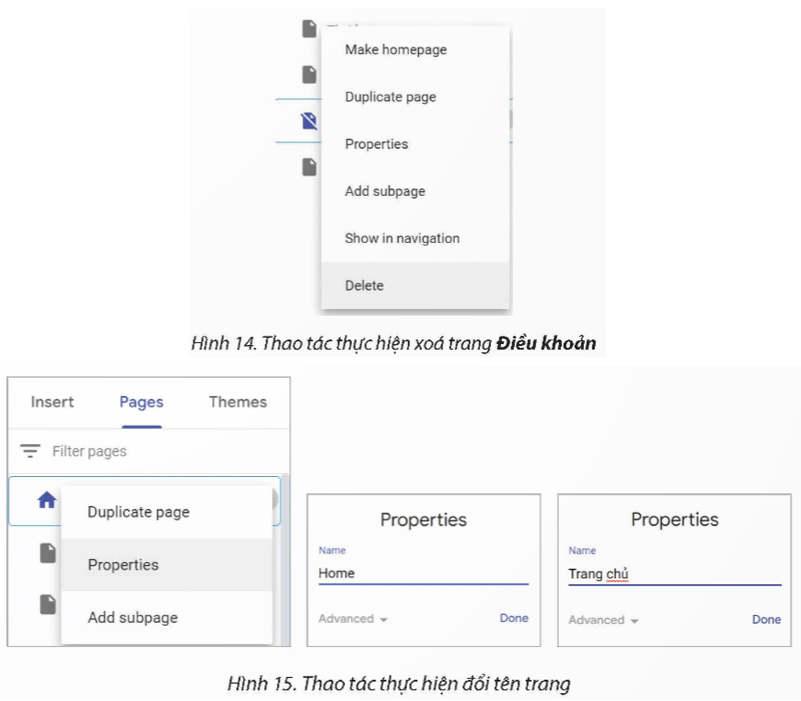 Make homepage
Duplicate page
Properties
Add subpage
Show in navigation
Delete
Hình 14. Thao tác thực hiện xoá trang Điều khoản
Insert Pages Themes
Filter pages
Duplicate page
Properties
Add subpage
Properties
Name
Home
Advanced Done
Properties
Name
Trang chủ
Advanced Done
Hình 15. Thao tác thực hiện đổi tên trang